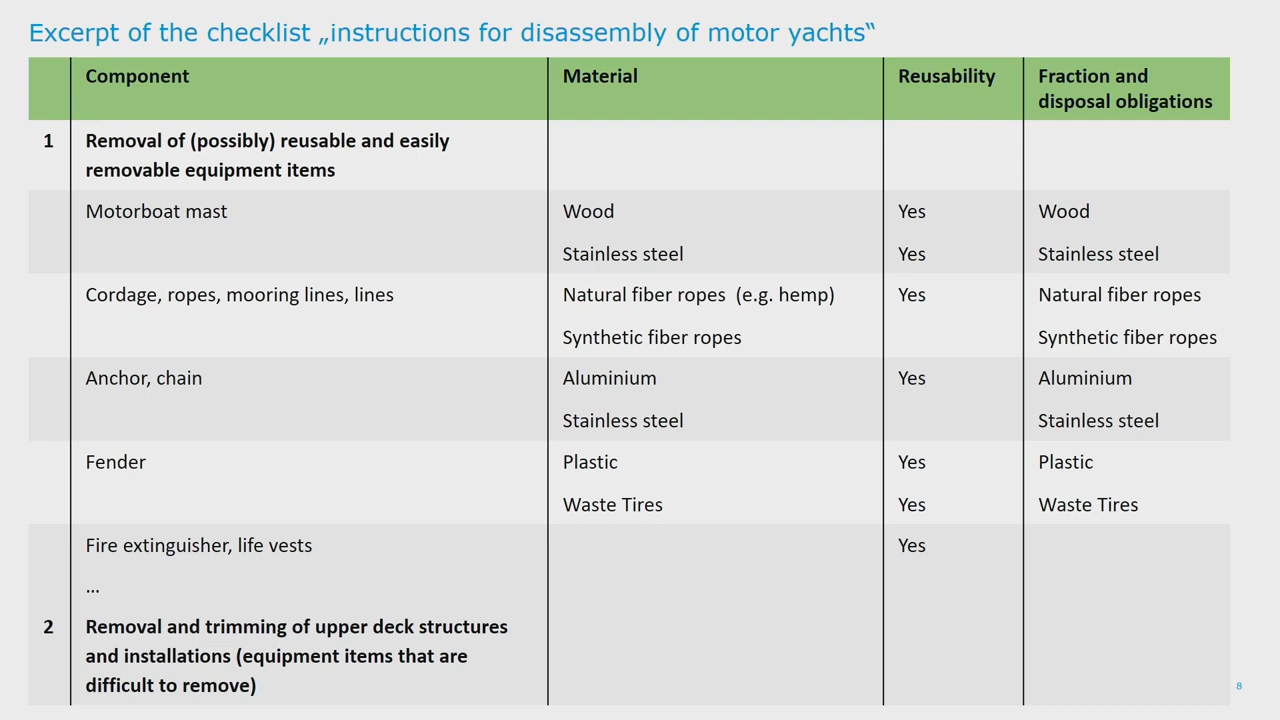 Excerpt of the checklist „instructions for disassembly of motor yachts“
Component Material Reusability Fraction and
disposal obligations
1 Removal of (possibly) reusable and easily
removable equipment items
Motorboat mast Wood Yes Wood
Stainless steel Yes Stainless steel
Cordage, ropes, mooring lines, lines Natural fiber ropes (e.g. hemp) Yes Natural fiber ropes
Synthetic fiber ropes Synthetic fiber ropes
Anchor, chain Aluminium Yes Aluminium
Stainless steel Stainless steel
Fender Plastic Yes Plastic
Waste Tires Yes Waste Tires
Fire extinguisher, life vests Yes
...
2 Removal and trimming of upper deck structures
and installations (equipment items that are
difficult to remove)
8